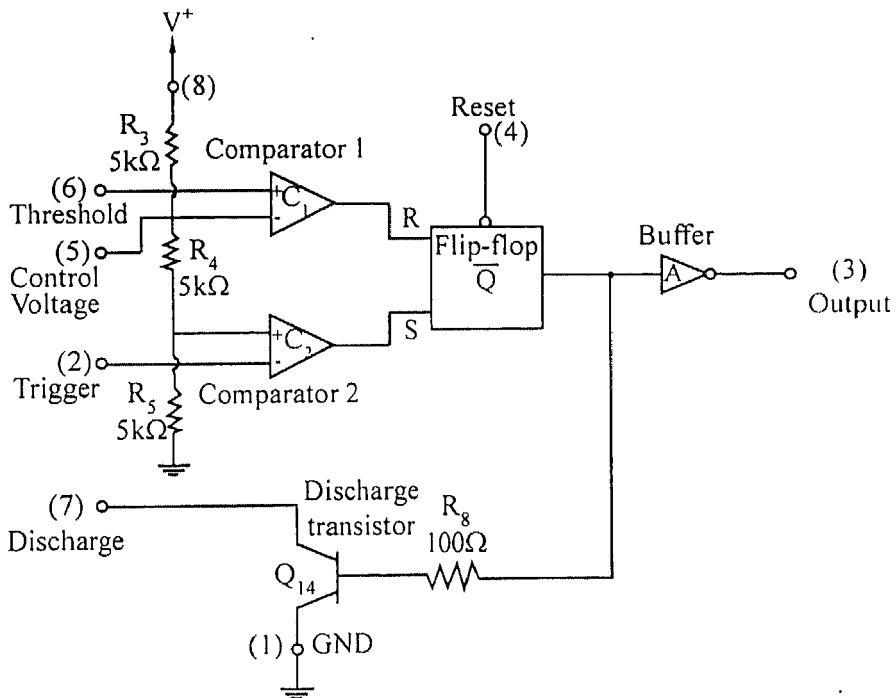 V+
(8)
R3
5kΩ
Comparator 1
Reset
(4)
(6)
Threshold
+
C1
-
R
(5)
Control
Voltage
R4
5kΩ
Flip-flop
Q̅
Buffer
A
(3)
Output
+
C2
-
S
(2)
Trigger
R5
5kΩ
Comparator 2
(7)
Discharge
Discharge
transistor
R8
100Ω
Q14
(1)
GND